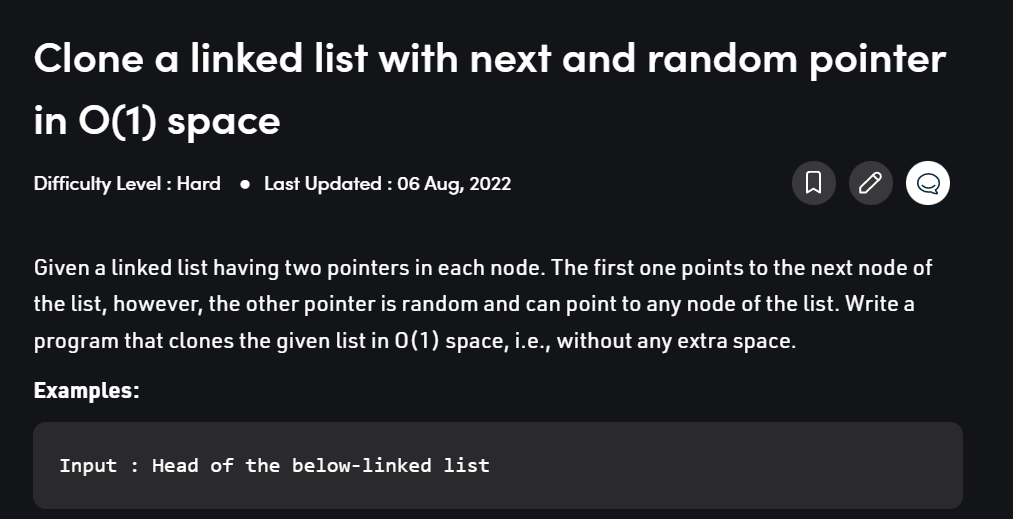 Clone a linked list with next and random pointer
in O(1) space
Difficulty Level : Hard ● Last Updated : 06 Aug, 2022
Given a linked list having two pointers in each node. The first one points to the next node of
the list, however, the other pointer is random and can point to any node of the list. Write a
program that clones the given list in O(1) space, i.e., without any extra space.
Examples:
Input : Head of the below-linked list